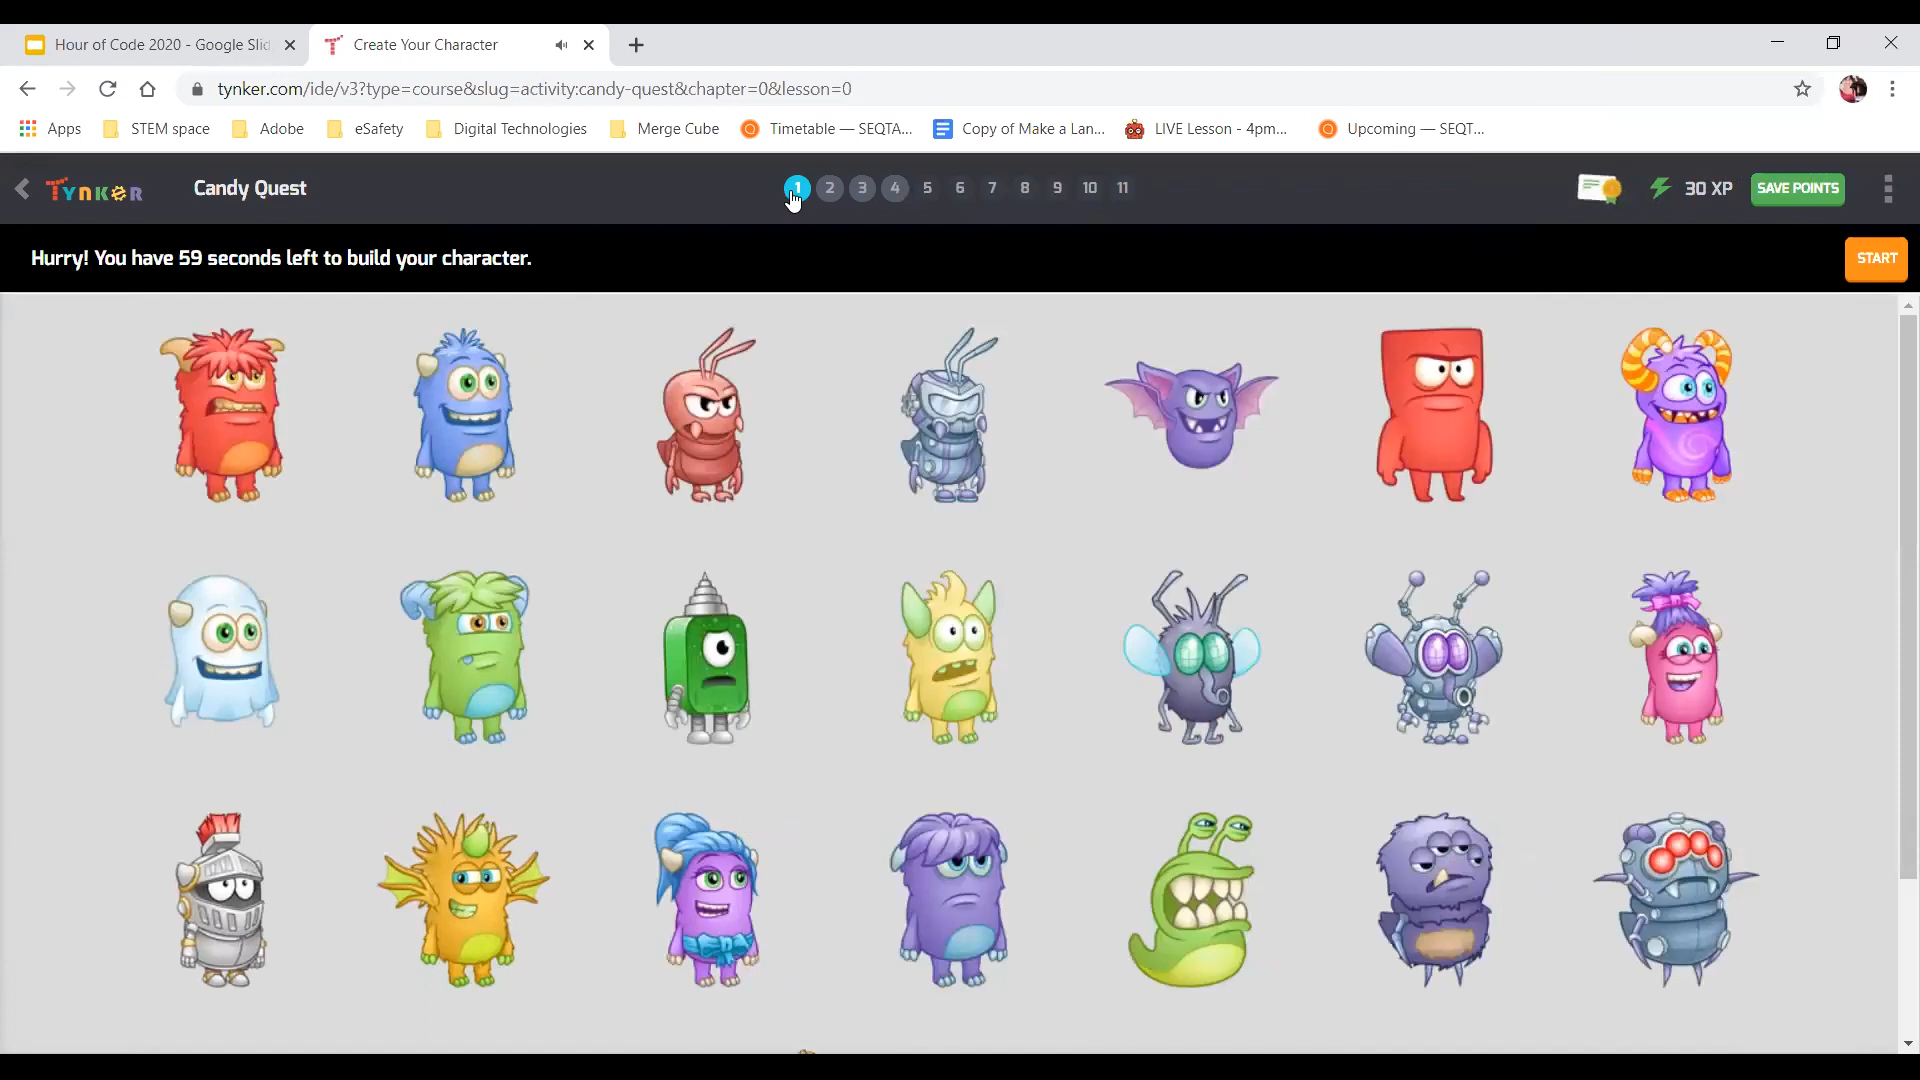 Hour of Code 2020 - Google Slid
Create Your Character
tynker.com/ide/v3?type=course&slug=activity:candy-quest&chapter=0&lesson=0
Apps STEM space Adobe eSafety Digital Technologies Merge Cube Timetable — SEQTA... Copy of Make a Lan... LIVE Lesson - 4pm... Upcoming — SEQT...
TYNKER Candy Quest 1 2 3 4 5 6 7 8 9 10 11 30 XP SAVE POINTS
Hurry! You have 59 seconds left to build your character. START